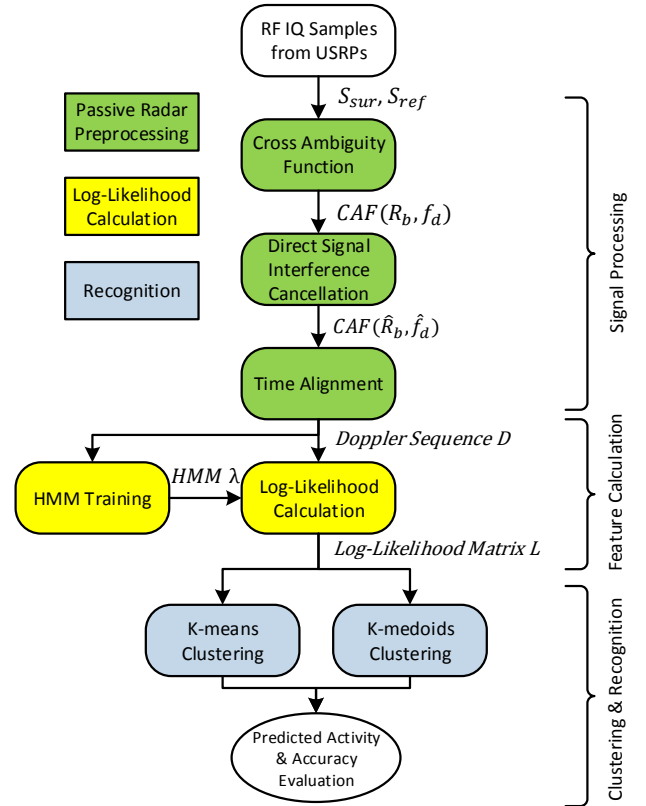 RF IQ Samples
from USRPs
S_sur, S_ref
Passive Radar
Preprocessing
Cross Ambiguity
Function
Log-Likelihood
Calculation
CAF(R_b, f_d)
Direct Signal
Interference
Cancellation
Recognition
CAF(R̂_b, f̂_d)
Time Alignment
Signal Processing
Doppler Sequence D
HMM Training
HMM λ
Log-Likelihood
Calculation
Feature Calculation
Log-Likelihood Matrix L
K-means
Clustering
K-medoids
Clustering
Predicted Activity
& Accuracy
Evaluation
Clustering & Recognition